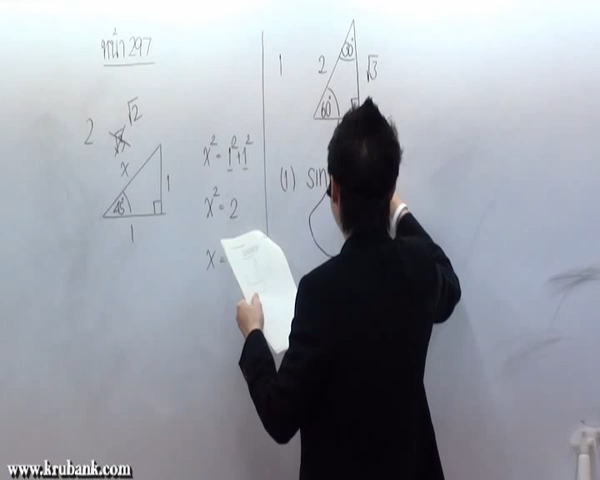 หน้า 297
2
√2
x
45°
1
1
x² = 1² + 1²
x² = 2
x =
1
2
30°
√3
60°
(1) sin
www.krubank.com